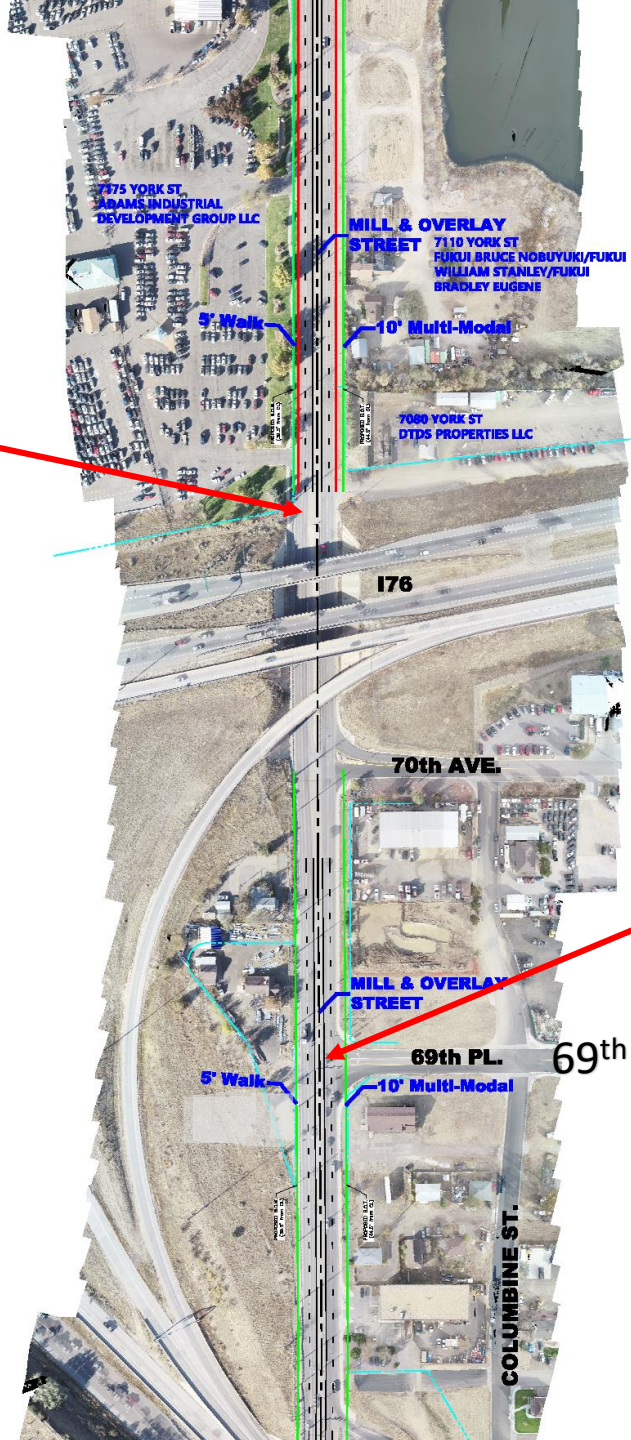 7175 YORK ST
ADAMS INDUSTRIAL
DEVELOPMENT GROUP LLC
MILL & OVERLAY
STREET
7110 YORK ST
FUKUI BRUCE NOBUYUKI/FUKUI
WILLIAM STANLEY/FUKUI
BRADLEY EUGENE
5' Walk
10' Multi-Modal
7080 YORK ST
DTDS PROPERTIES LLC
I76
70th AVE.
MILL & OVERLAY
STREET
69th PL.
69th
5' Walk
10' Multi-Modal
COLUMBINE ST.